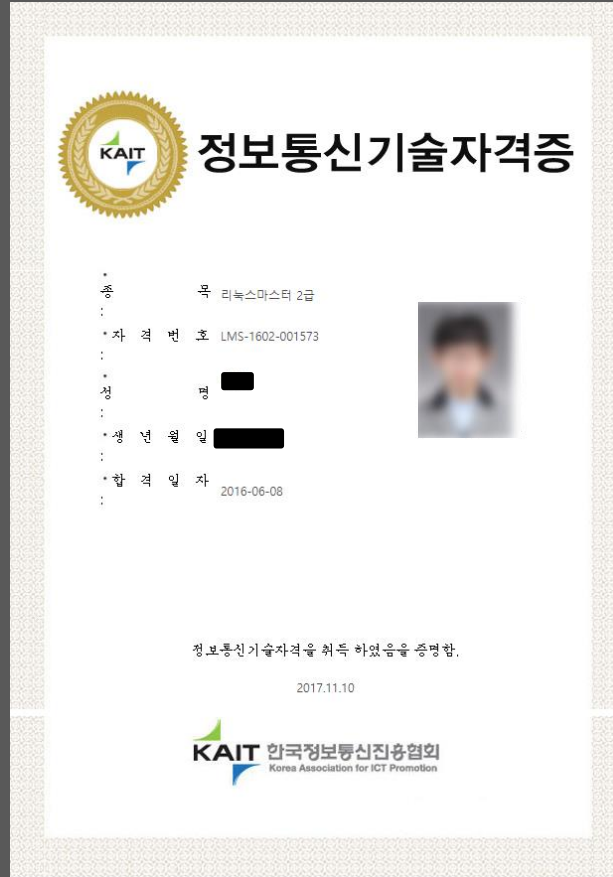 KAIT
정보통신기술자격증
* 종 목 : 리눅스마스터 2급
* 자 격 번 호 : LMS-1602-001573
* 성 명 :
* 생 년 월 일 :
* 합 격 일 자 : 2016-06-08
정보통신기술자격을 취득 하였음을 증명함.
2017.11.10
KAIT 한국정보통신진흥협회
Korea Association for ICT Promotion